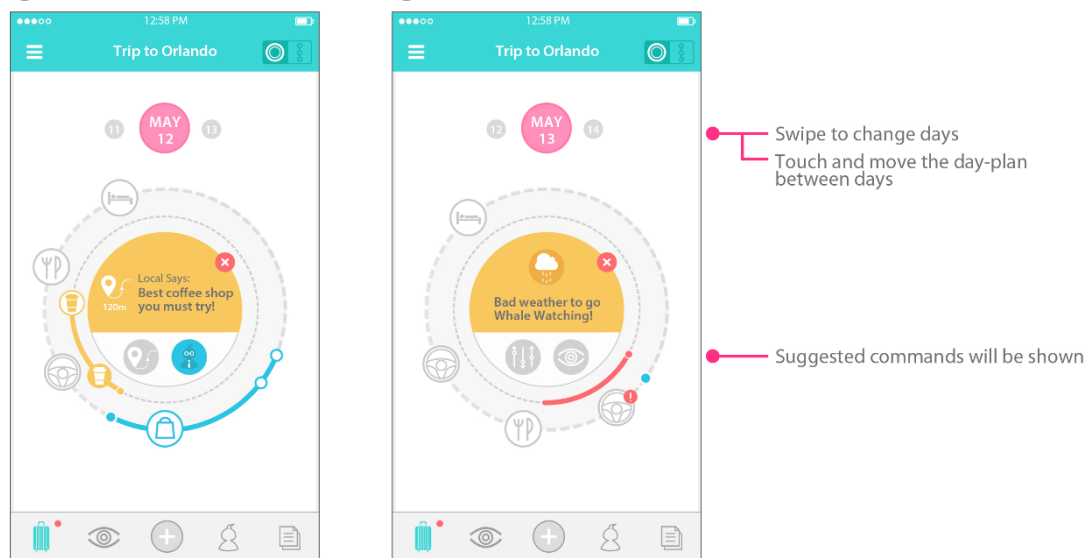 12:58 PM
Trip to Orlando
11
MAY
12
13
Local Says:
Best coffee shop
you must try!
120m
12:58 PM
Trip to Orlando
12
MAY
13
14
Bad weather to go
Whale Watching!
Swipe to change days
Touch and move the day-plan
between days
Suggested commands will be shown